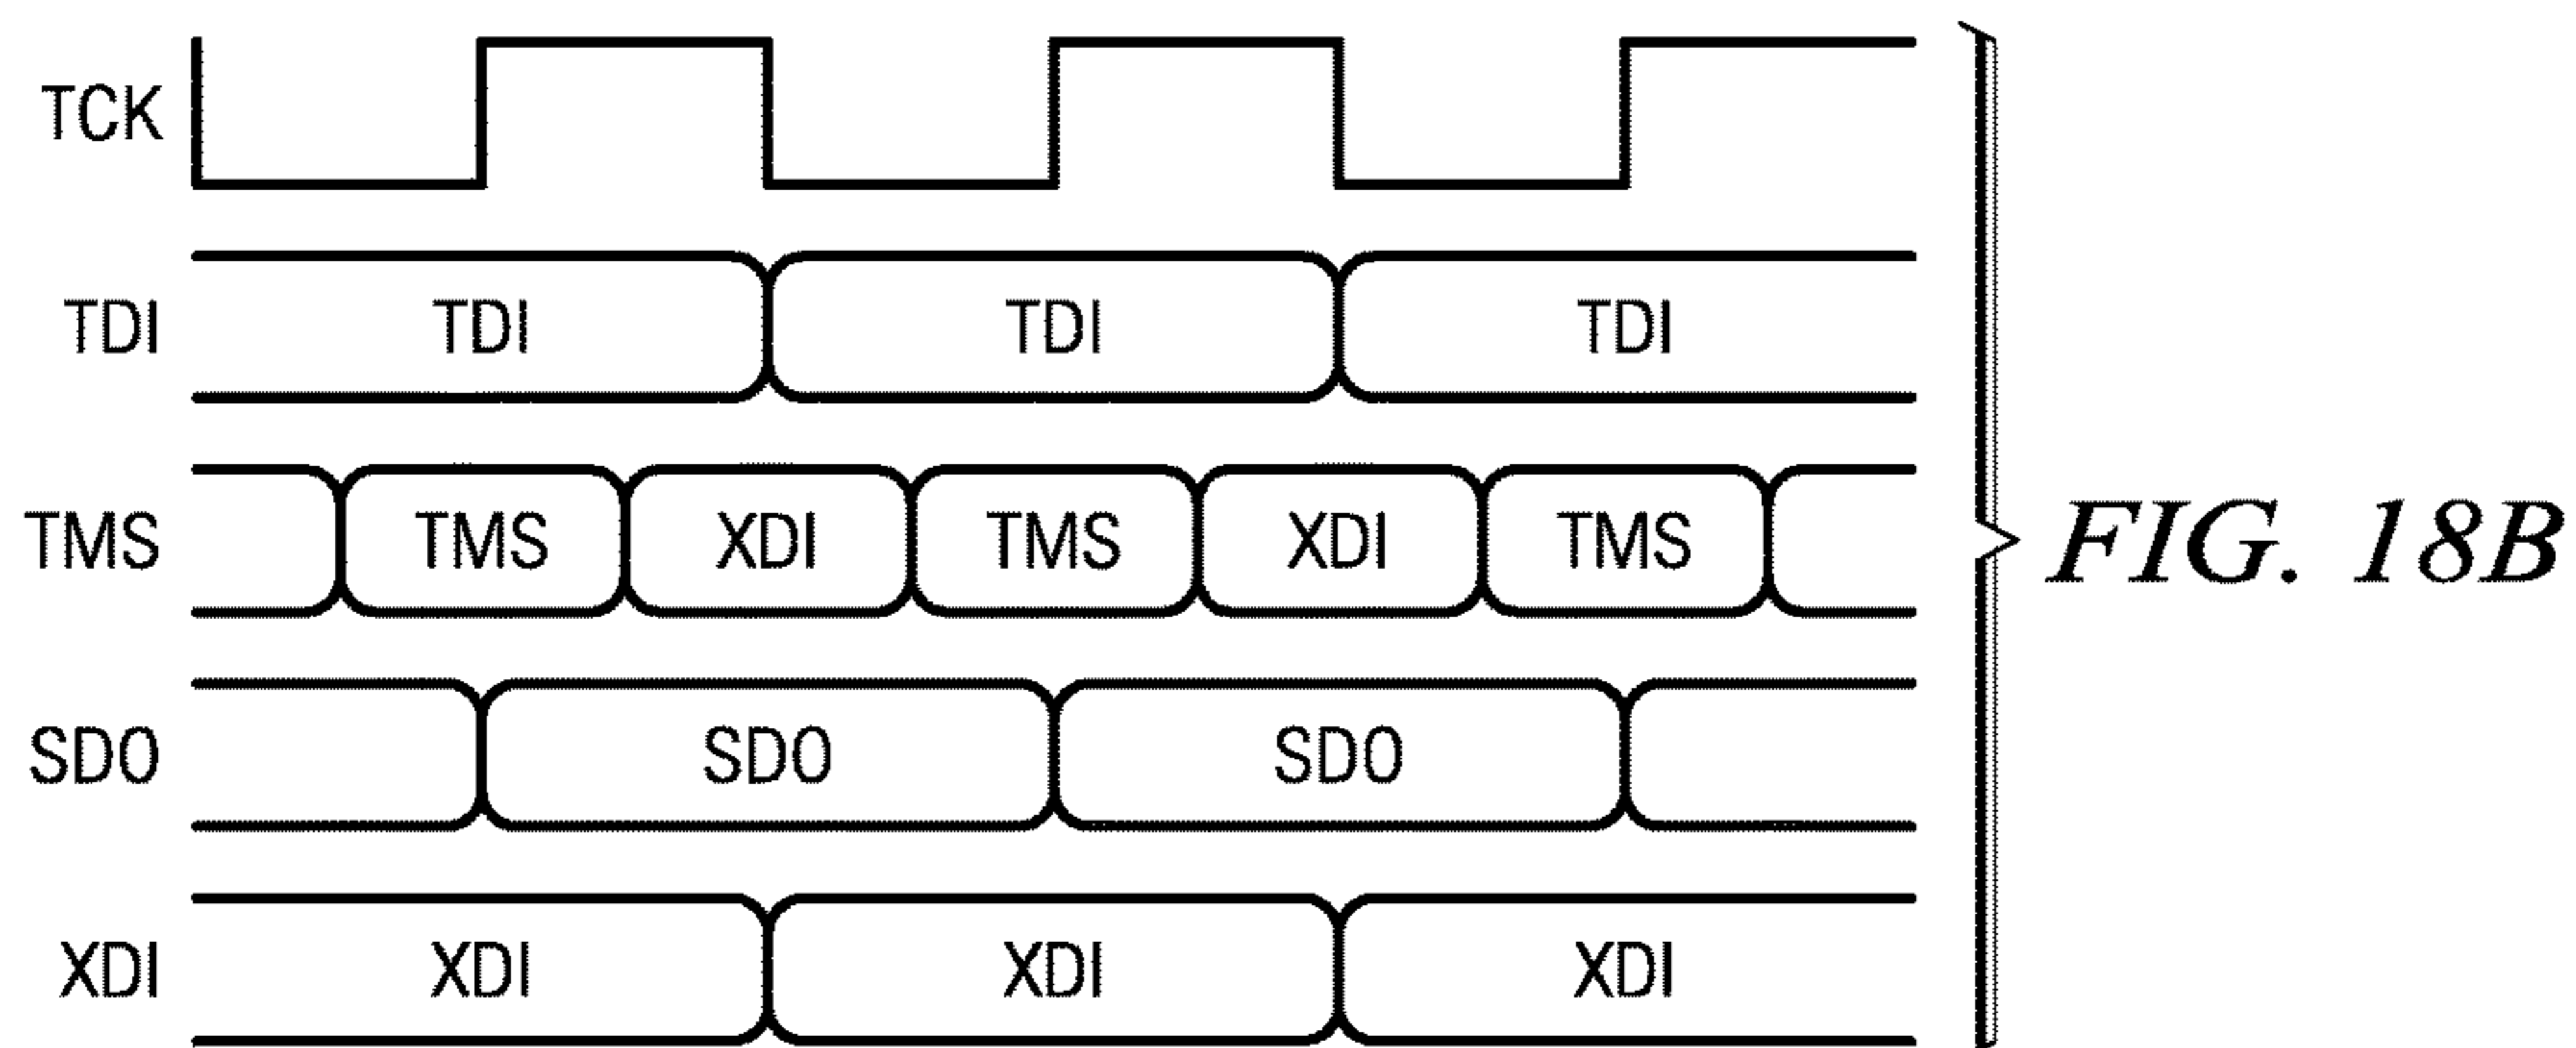 TCK
TDI TDI TDI TDI
TMS TMS XDI TMS XDI TMS
FIG. 18B
SDO SDO SDO
XDI XDI XDI XDI